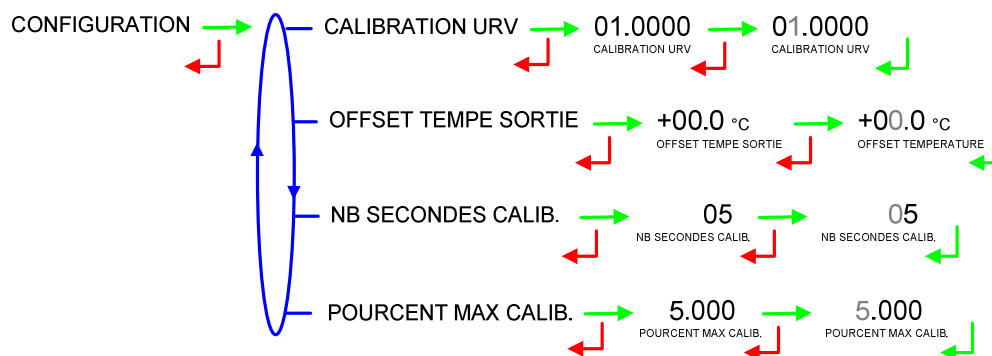 CONFIGURATION CALIBRATION URV 01.0000 01.0000
CALIBRATION URV CALIBRATION URV
OFFSET TEMPE SORTIE +00.0 °C +00.0 °C
OFFSET TEMPE SORTIE OFFSET TEMPERATURE
NB SECONDES CALIB. 05 05
NB SECONDES CALIB. NB SECONDES CALIB.
POURCENT MAX CALIB. 5.000 5.000
POURCENT MAX CALIB. POURCENT MAX CALIB.